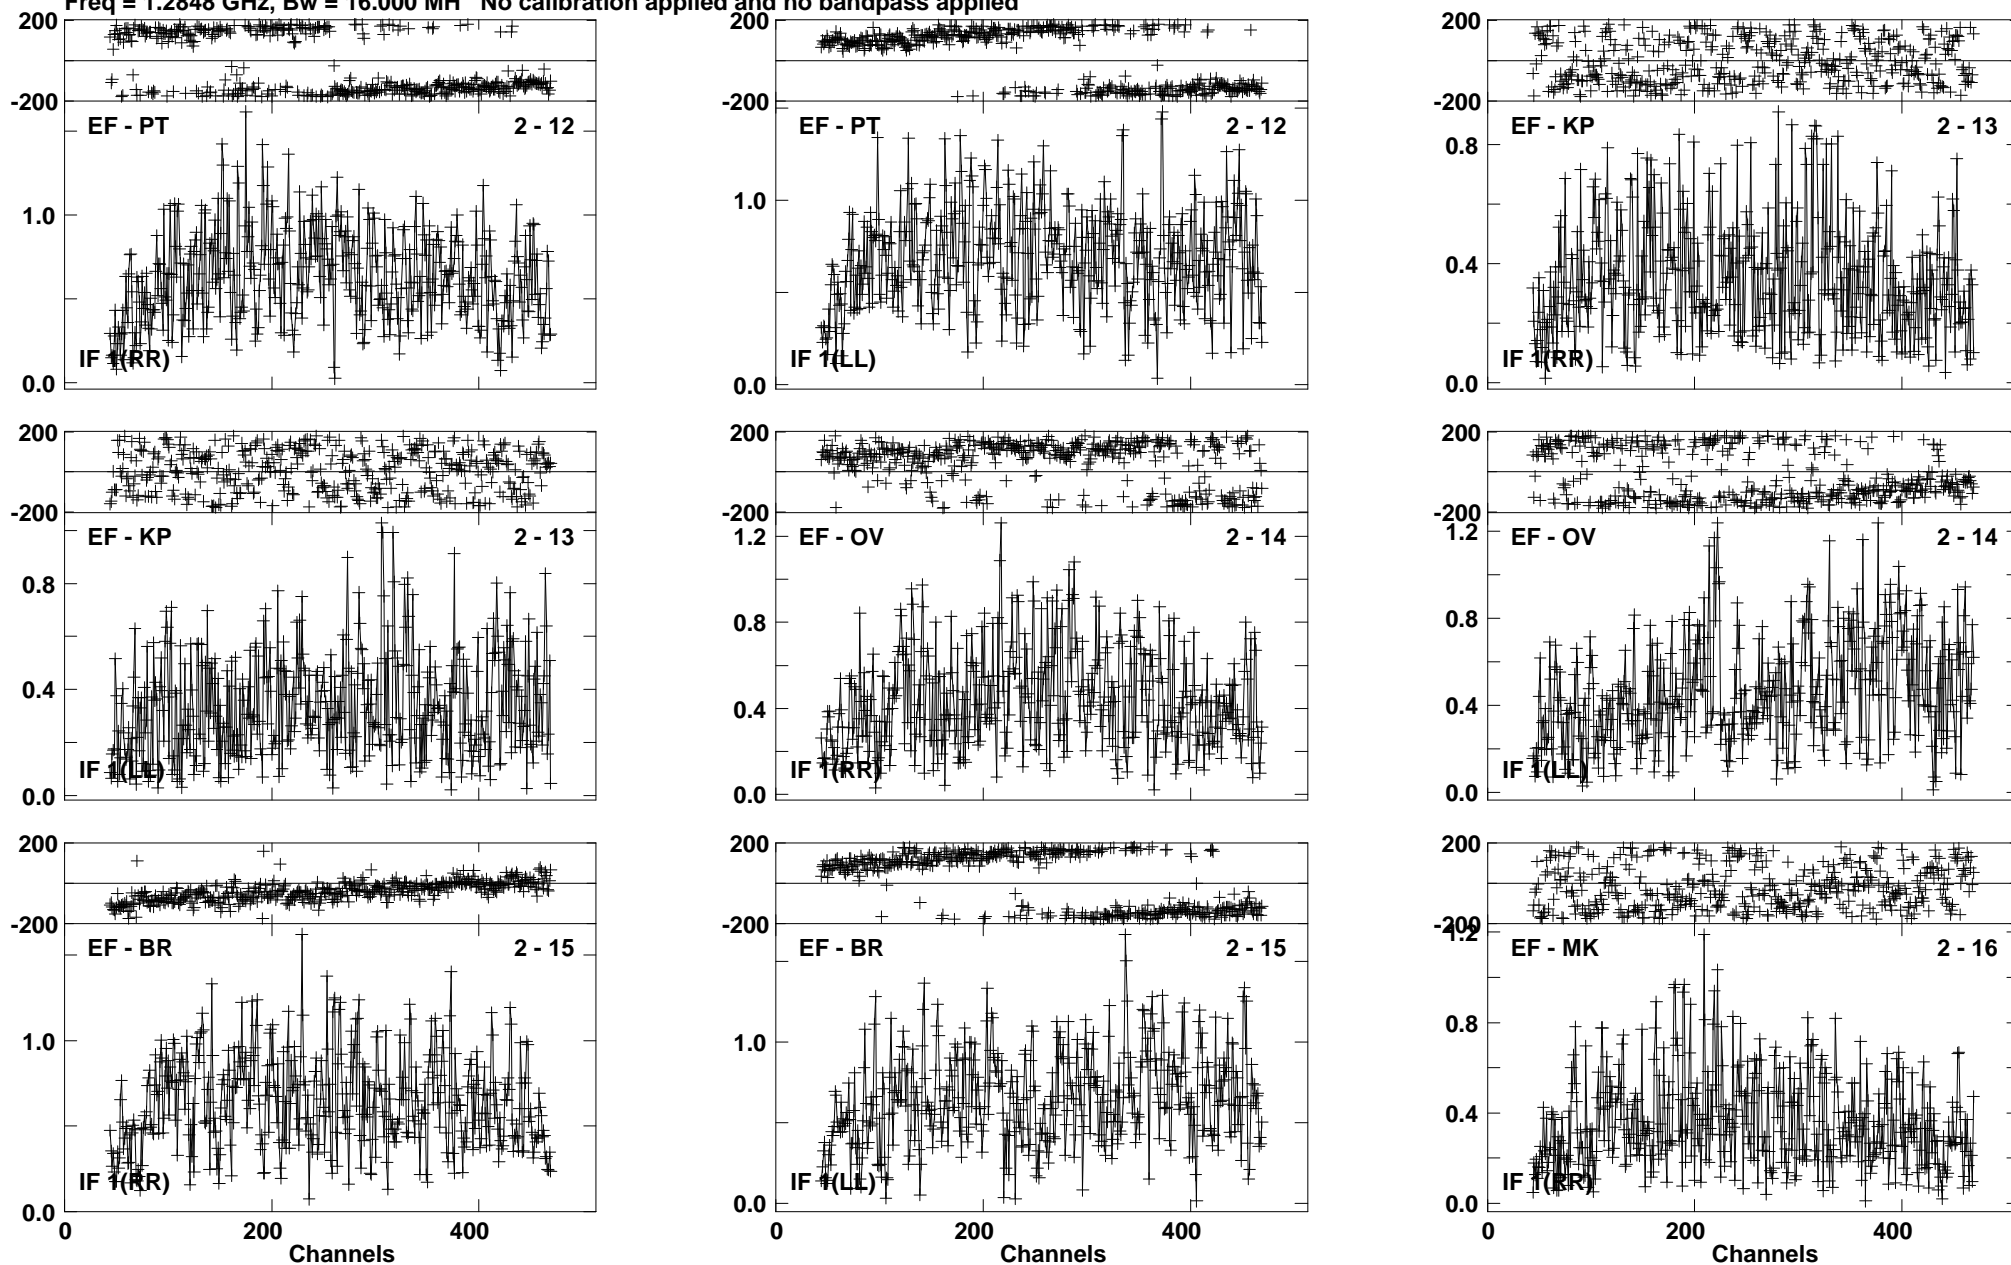 Freq = 1.2848 GHz, Bw = 16.000 MH No calibration applied and no bandpass applied
200
-200
EF - PT 2 - 12
1.0
IF 1(RR)
0.0
200
-200
EF - PT 2 - 12
1.0
IF 1(LL)
0.0
200
-200
EF - KP 2 - 13
0.8
0.4
IF 1(RR)
0.0
200
-200
EF - KP 2 - 13
0.8
0.4
IF 1(LL)
0.0
200
-200
EF - OV 2 - 14
1.2
0.8
0.4
IF 1(RR)
0.0
200
-200
EF - OV 2 - 14
1.2
0.8
0.4
IF 1(LL)
0.0
200
-200
EF - BR 2 - 15
1.0
IF 1(RR)
0.0
0 200 400
Channels
200
-200
EF - BR 2 - 15
1.0
IF 1(LL)
0.0
0 200 400
Channels
200
-200
1.2
EF - MK 2 - 16
0.8
0.4
IF 1(RR)
0.0
0 200 400
Channels